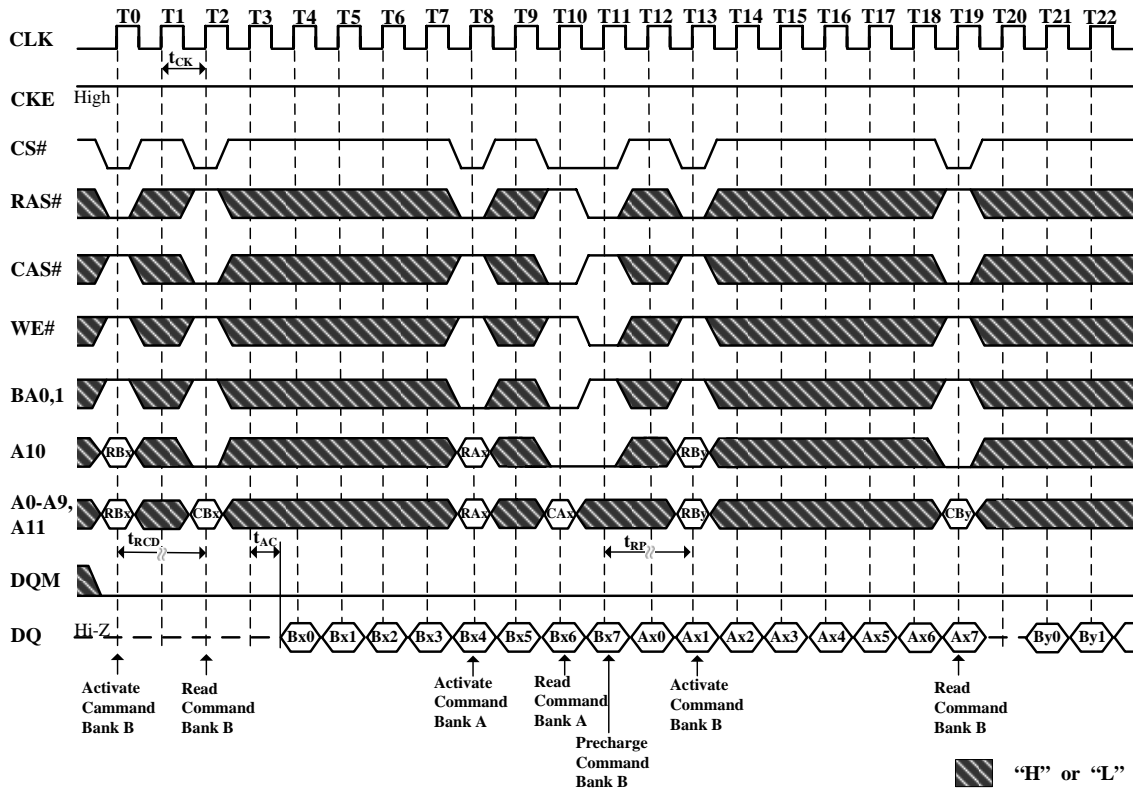 T0 T1 T2 T3 T4 T5 T6 T7 T8 T9 T10 T11 T12 T13 T14 T15 T16 T17 T18 T19 T20 T21 T22
CLK
tCK
CKE High
CS#
RAS#
CAS#
WE#
BA0,1
A10 RBx RAx RBy
A0-A9, A11 RBx CBx RAx CAx RBy CBy
tRCD tAC tRP
DQM
DQ Hi-Z Bx0 Bx1 Bx2 Bx3 Bx4 Bx5 Bx6 Bx7 Ax0 Ax1 Ax2 Ax3 Ax4 Ax5 Ax6 Ax7 By0 By1
Activate
Cammand
Bank B
Read
Command
Bank B
Activate
Command
Bank A
Read
Command
Bank A
Precharge
Command
Bank B
Activate
Command
Bank B
Read
Command
Bank B
“H” or “L”